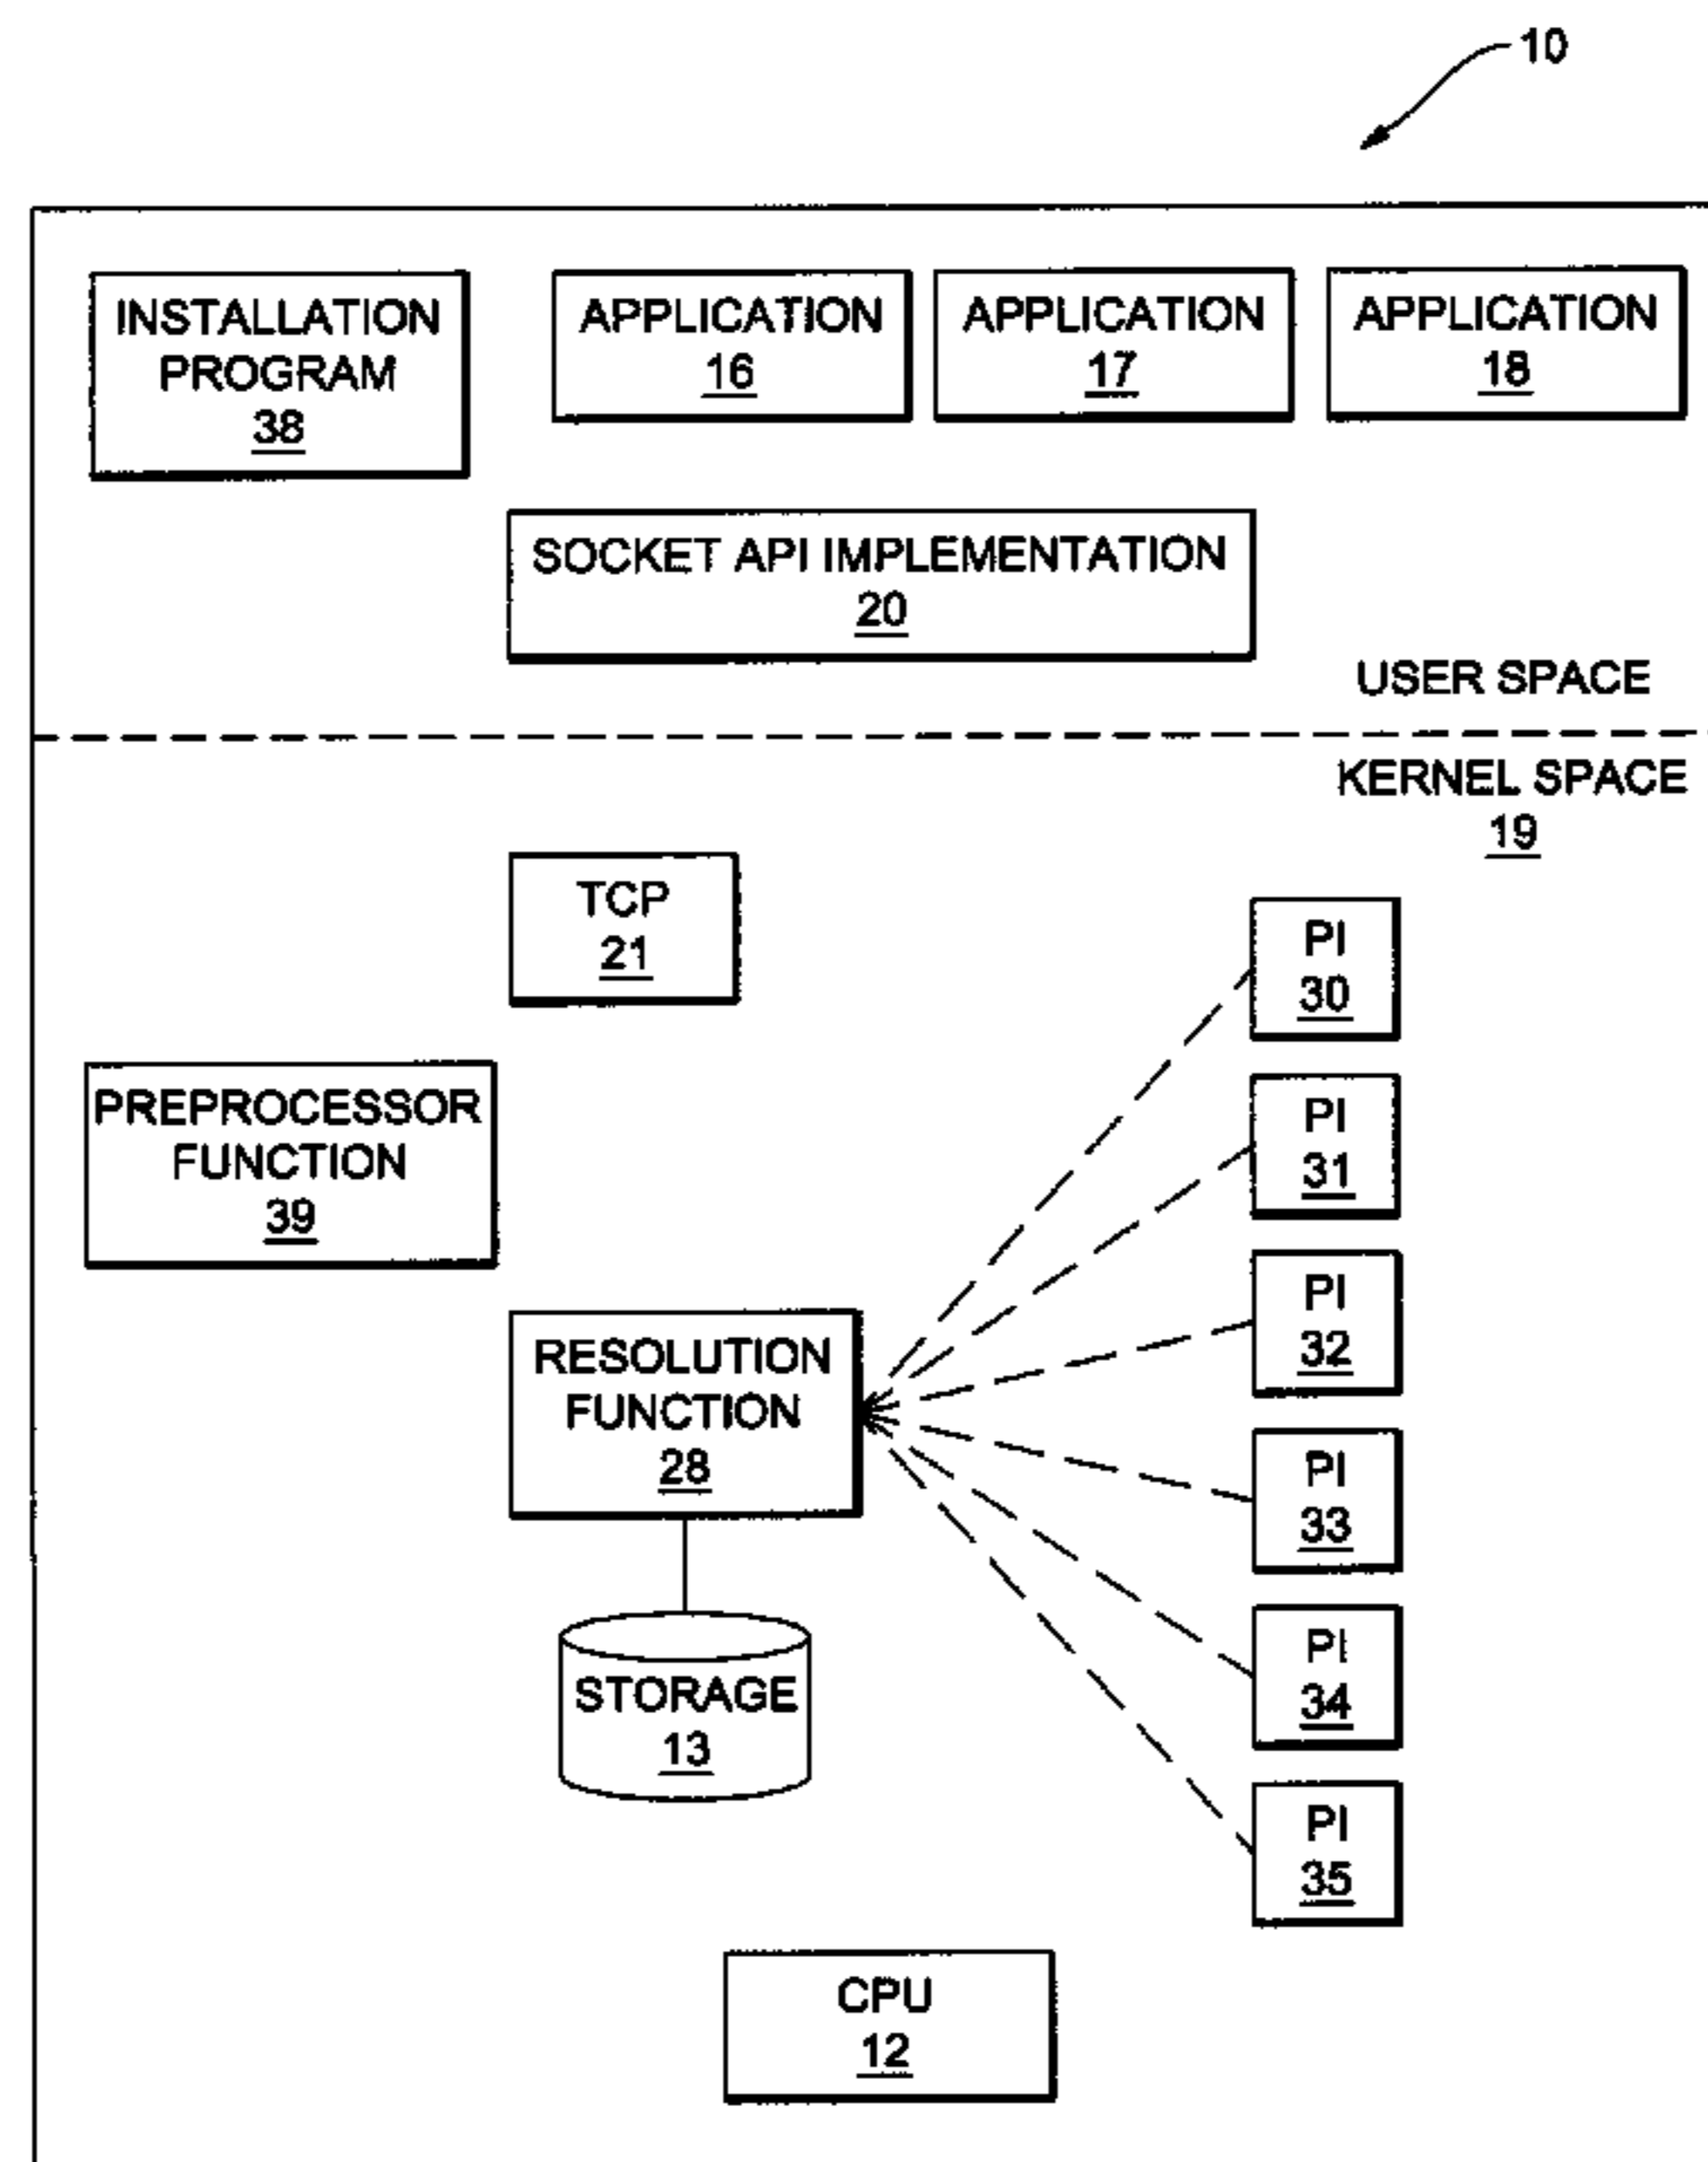 10
INSTALLATION
PROGRAM
38
APPLICATION
16
APPLICATION
17
APPLICATION
18
SOCKET API IMPLEMENTATION
20
USER SPACE
KERNEL SPACE
19
TCP
21
PI
30
PREPROCESSOR
FUNCTION
39
PI
31
PI
32
RESOLUTION
FUNCTION
28
PI
33
STORAGE
13
PI
34
PI
35
CPU
12